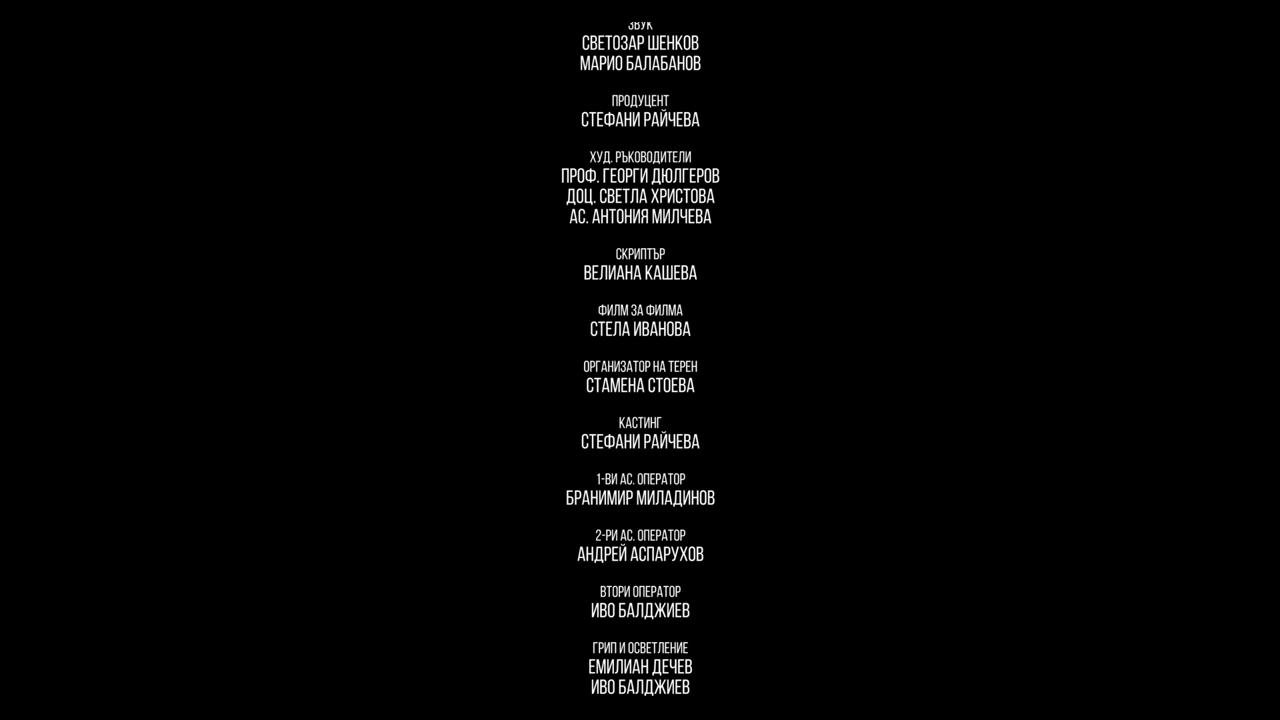 ЗВУК
СВЕТОЗАР ШЕНКОВ
МАРИО БАЛАБАНОВ
ПРОДУЦЕНТ
СТЕФАНИ РАЙЧЕВА
ХУД. РЪКОВОДИТЕЛИ
ПРОФ. ГЕОРГИ ДЮЛГЕРОВ
ДОЦ. СВЕТЛА ХРИСТОВА
АС. АНТОНИЯ МИЛЧЕВА
СКРИПТЪР
ВЕЛИАНА КАШЕВА
ФИЛМ ЗА ФИЛМА
СТЕЛА ИВАНОВА
ОРГАНИЗАТОР НА ТЕРЕН
СТАМЕНА СТОЕВА
КАСТИНГ
СТЕФАНИ РАЙЧЕВА
1-ВИ АС. ОПЕРАТОР
БРАНИМИР МИЛАДИНОВ
2-РИ АС. ОПЕРАТОР
АНДРЕЙ АСПАРУХОВ
ВТОРИ ОПЕРАТОР
ИВО БАЛДЖИЕВ
ГРИП И ОСВЕТЛЕНИЕ
ЕМИЛИАН ДЕЧЕВ
ИВО БАЛДЖИЕВ